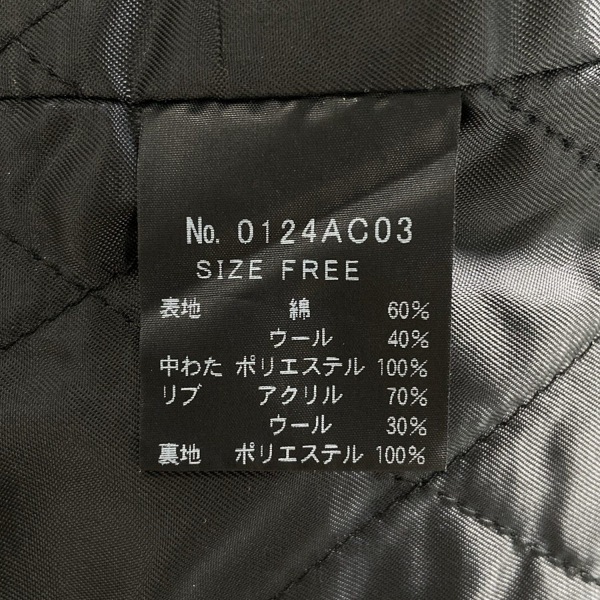 No. 0124AC03
SIZE FREE
表地 綿 60%
ウール 40%
中わた ポリエステル 100%
リブ アクリル 70%
ウール 30%
裏地 ポリエステル 100%